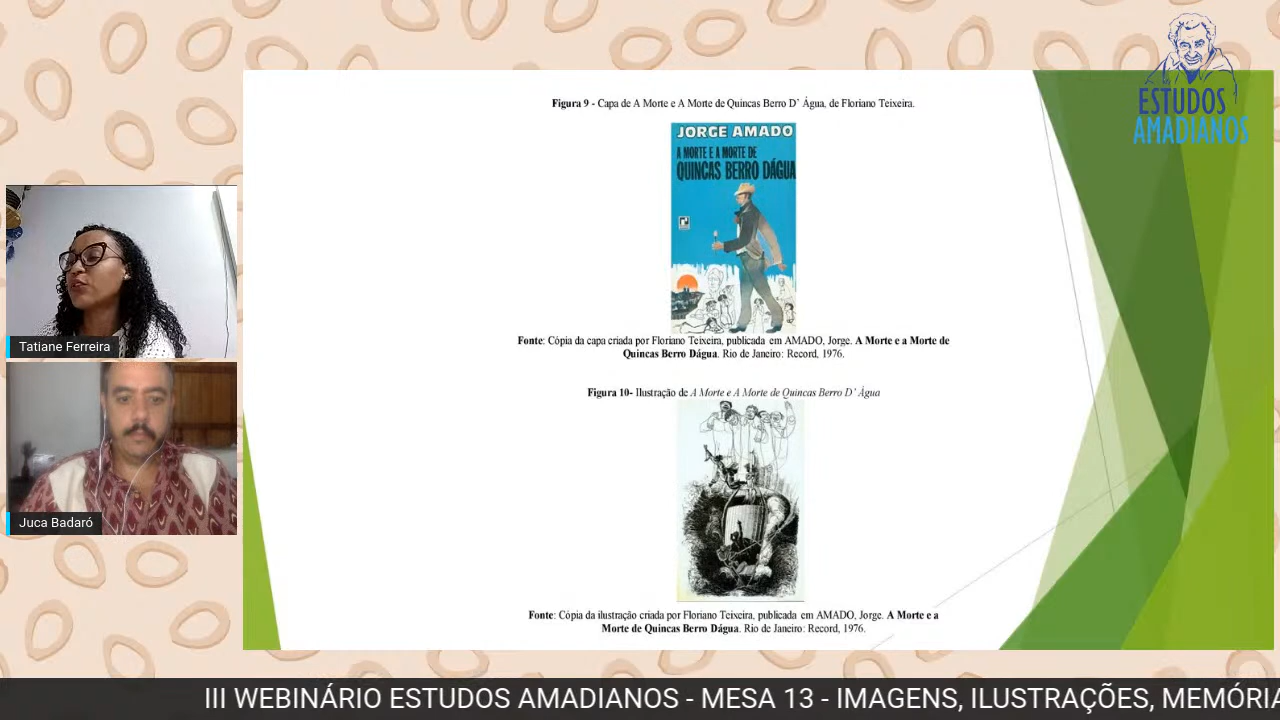 ESTUDOS
AMADIANOS
Figura 9 - Capa de A Morte e A Morte de Quincas Berro D' Água, de Floriano Teixeira.
JORGE AMADO
A MORTE E A MORTE DE
QUINCAS BERRO DÁGUA
Fonte: Cópia da capa criada por Floriano Teixeira, publicada em AMADO, Jorge. A Morte e a Morte de
Quincas Berro Dágua. Rio de Janeiro: Record, 1976.
Figura 10- Ilustração de A Morte e A Morte de Quincas Berro D' Água
Fonte: Cópia da ilustração criada por Floriano Teixeira, publicada em AMADO, Jorge. A Morte e a
Morte de Quincas Berro Dágua. Rio de Janeiro: Record, 1976.
Tatiane Ferreira
Juca Badaró
III WEBINÁRIO ESTUDOS AMADIANOS - MESA 13 - IMAGENS, ILUSTRAÇÕES, MEMÓRIA